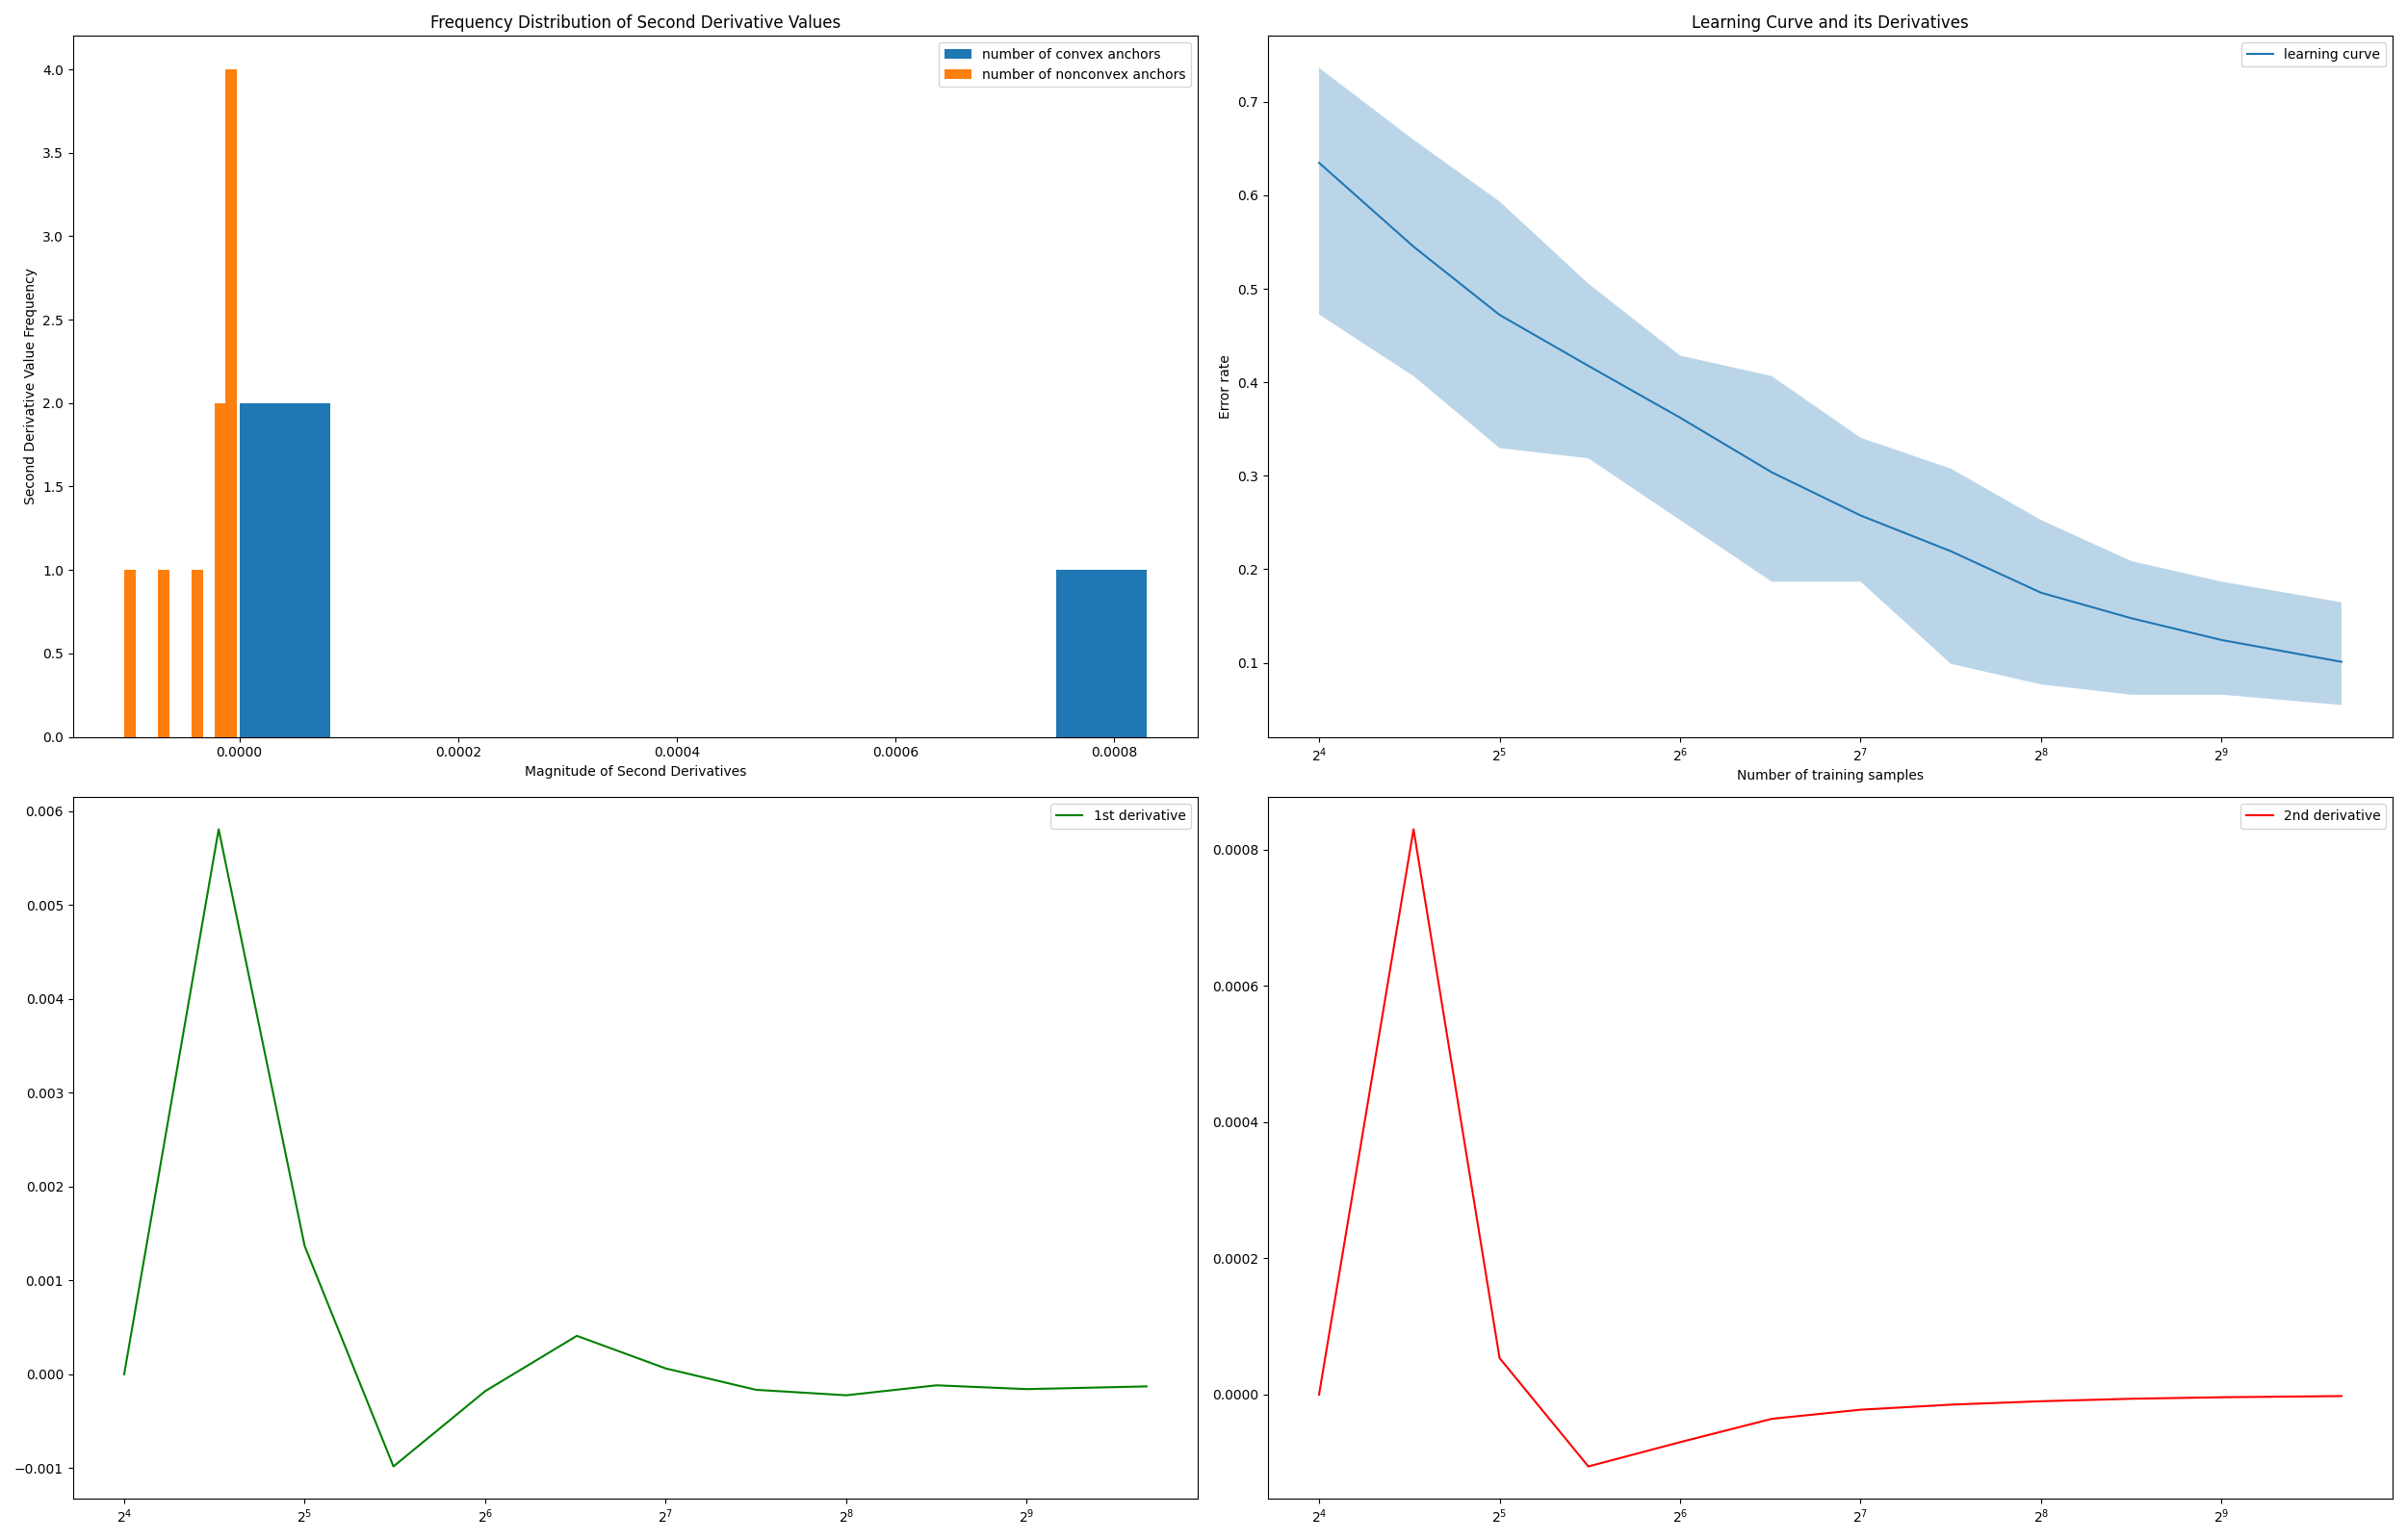 Frequency Distribution of Second Derivative Values
number of convex anchors
number of nonconvex anchors
4.0
3.5
3.0
2.5
2.0
1.5
1.0
0.5
0.0
Second Derivative Value Frequency
0.0000 0.0002 0.0004 0.0006 0.0008
Magnitude of Second Derivatives
Learning Curve and its Derivatives
learning curve
0.7
0.6
0.5
0.4
0.3
0.2
0.1
Error rate
2⁴ 2⁵ 2⁶ 2⁷ 2⁸ 2⁹
Number of training samples
1st derivative
0.006
0.005
0.004
0.003
0.002
0.001
0.000
−0.001
2⁴ 2⁵ 2⁶ 2⁷ 2⁸ 2⁹
2nd derivative
0.0008
0.0006
0.0004
0.0002
0.0000
2⁴ 2⁵ 2⁶ 2⁷ 2⁸ 2⁹